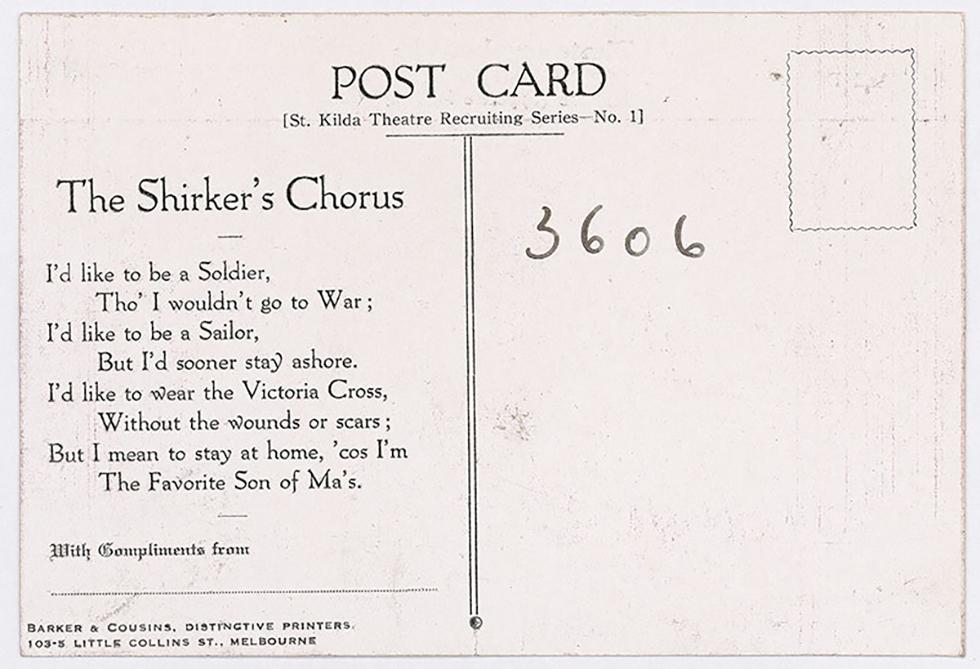 POST CARD
[St. Kilda Theatre Recruiting Series—No. 1]
The Shirker's Chorus
I'd like to be a Soldier,
Tho' I wouldn't go to War;
I'd like to be a Sailor,
But I'd sooner stay ashore.
I'd like to wear the Victoria Cross,
Without the wounds or scars;
But I mean to stay at home, 'cos I'm
The Favorite Son of Ma's.
With Compliments from
BARKER & COUSINS, DISTINCTIVE PRINTERS.
103-5 LITTLE COLLINS ST., MELBOURNE
3606